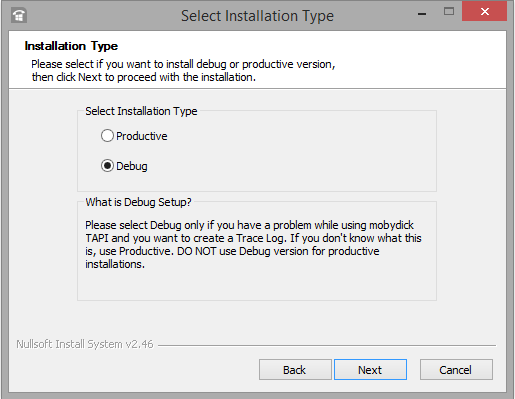 Select Installation Type
Installation Type
Please select if you want to install debug or productive version,
then click Next to proceed with the installation.
Select Installation Type
Productive
Debug
What is Debug Setup?
Please select Debug only if you have a problem while using mobydick
TAPI and you want to create a Trace Log. If you don't know what this
is, use Productive. DO NOT use Debug version for productive
installations.
Nullsoft Install System v2.46
Back
Next
Cancel